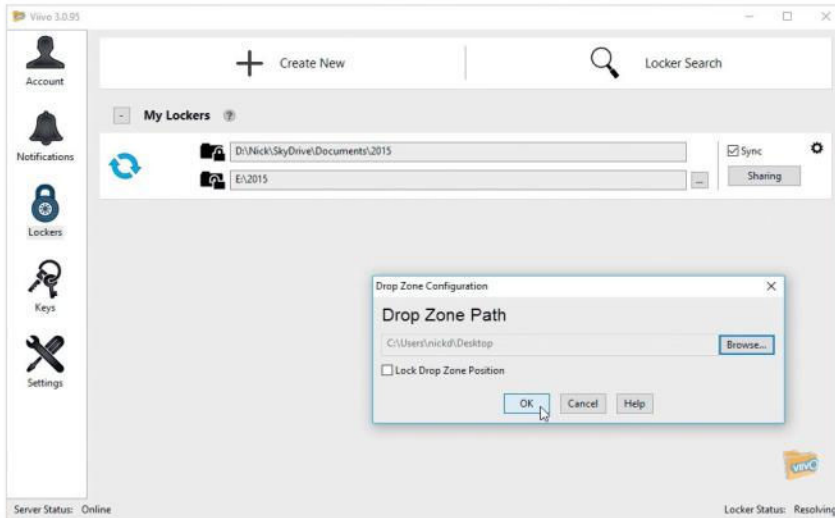 Viivo 3.0.95
Account
Create New
Locker Search
- My Lockers ?
Notifications
D:\Nick\SkyDrive\Documents\2015
Sync
E:\2015
...
Sharing
Lockers
Keys
Drop Zone Configuration
Drop Zone Path
C:\Users\nickd\Desktop
Browse...
Lock Drop Zone Position
OK
Cancel
Help
Settings
VIIVO
Server Status: Online
Locker Status: Resolving